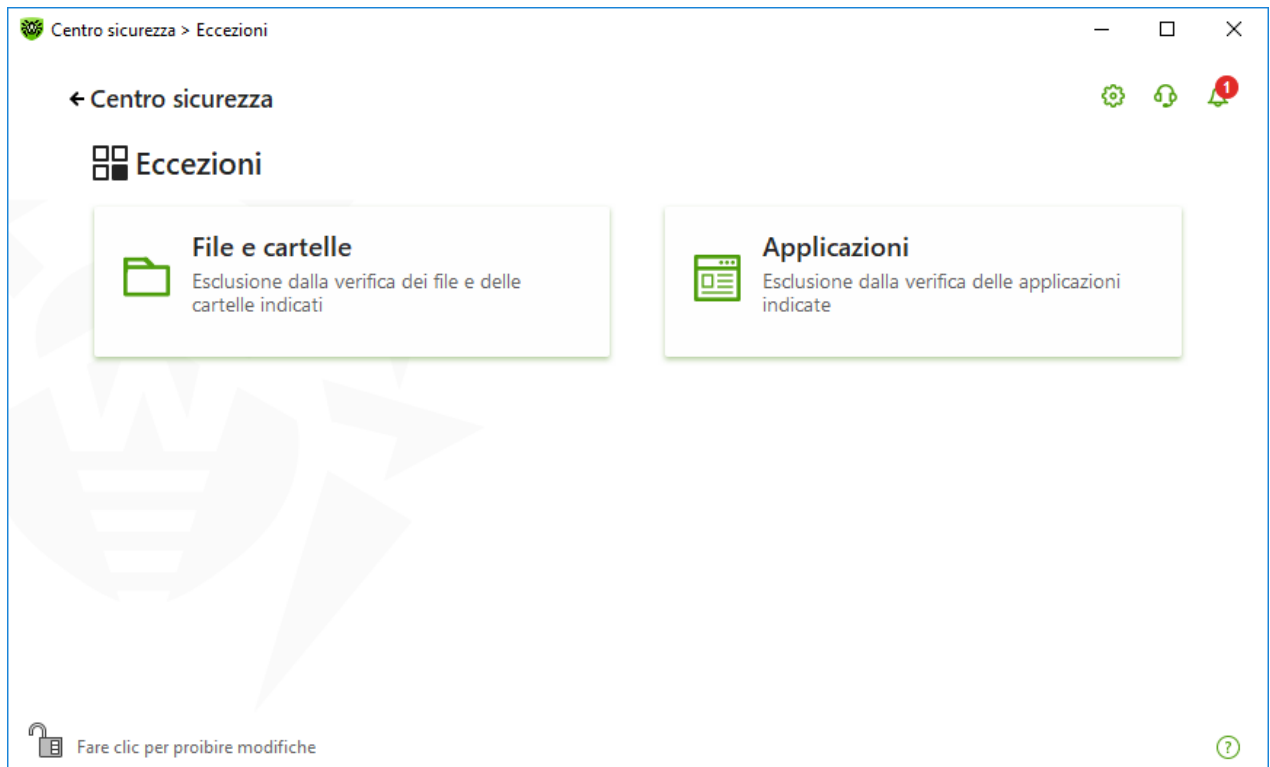 Centro sicurezza > Eccezioni
Centro sicurezza
1
Eccezioni
File e cartelle
Esclusione dalla verifica dei file e delle
cartelle indicati
Applicazioni
Esclusione dalla verifica delle applicazioni
indicate
Fare clic per proibire modifiche
?